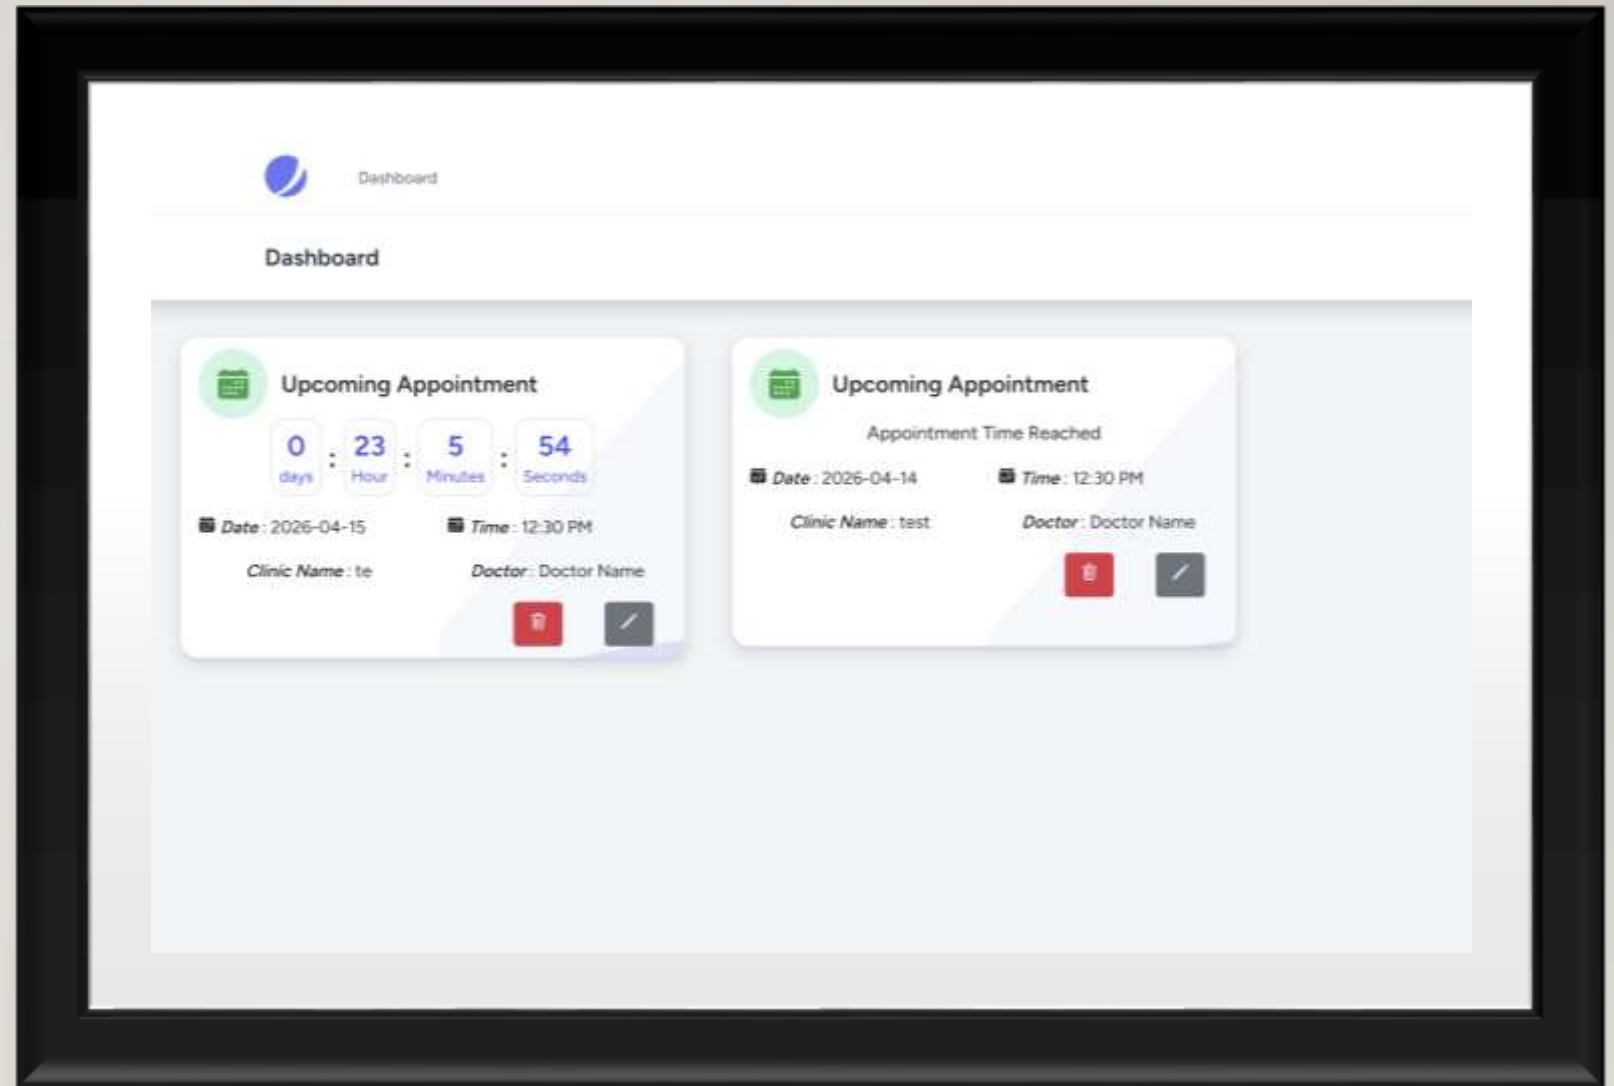 Dashboard
Dashboard
Upcoming Appointment
0 : 23 : 5 : 54
days Hour Minutes Seconds
Date : 2026-04-15 Time : 12:30 PM
Clinic Name : te Doctor : Doctor Name
Upcoming Appointment
Appointment Time Reached
Date : 2026-04-14 Time : 12:30 PM
Clinic Name : test Doctor : Doctor Name